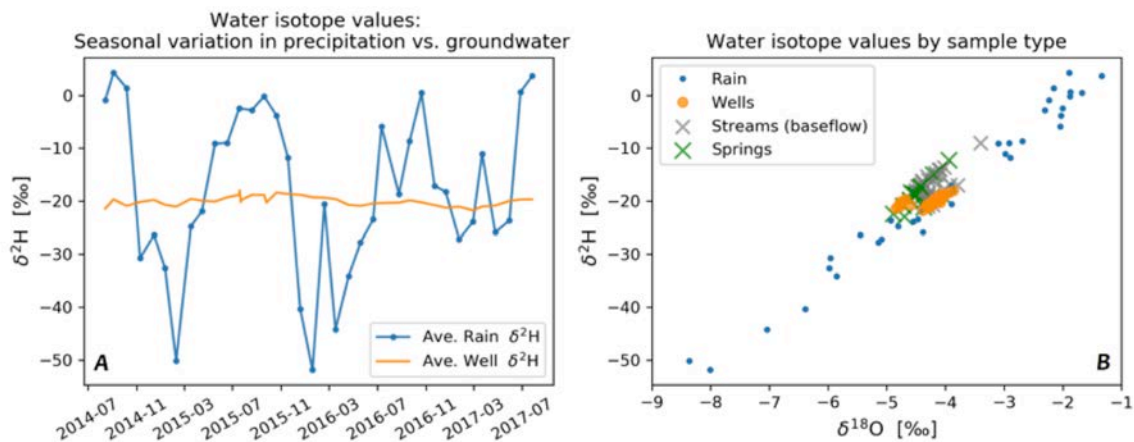 Water isotope values:
Seasonal variation in precipitation vs. groundwater
δ²H [‰]
0
−10
−20
−30
−40
−50
A
Ave. Rain δ²H
Ave. Well δ²H
2014-07
2014-11
2015-03
2015-07
2015-11
2016-03
2016-07
2016-11
2017-03
2017-07
Water isotope values by sample type
δ²H [‰]
0
−10
−20
−30
−40
−50
Rain
Wells
Streams (baseflow)
Springs
B
−9 −8 −7 −6 −5 −4 −3 −2 −1
δ¹⁸O [‰]